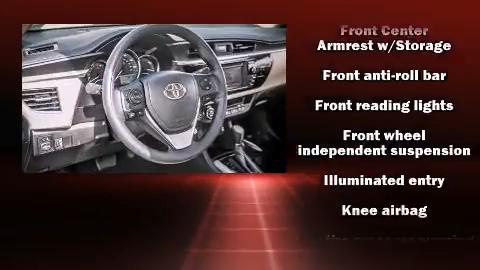 Front Center
Armrest w/Storage
Front anti-roll bar
Front reading lights
Front wheel
independent suspension
Illuminated entry
Knee airbag